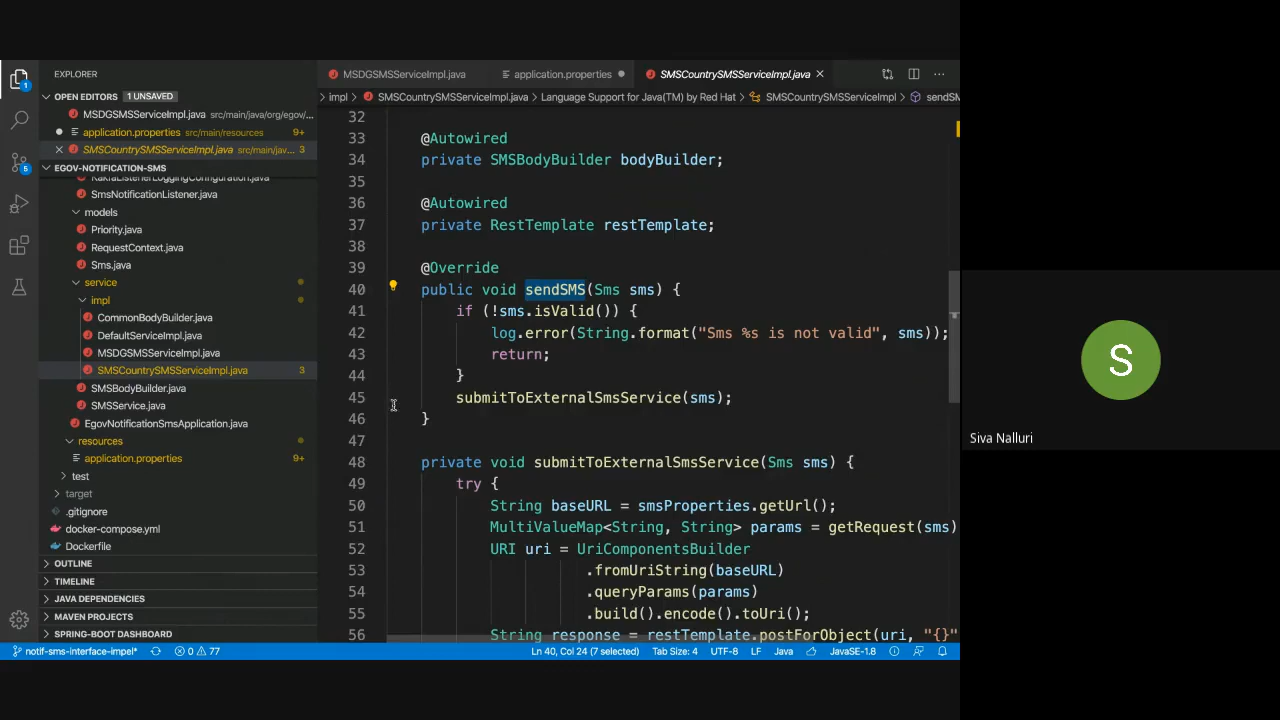 EXPLORER
OPEN EDITORS 1 UNSAVED
MSDGSMSServiceImpl.java src/main/java/org/egov/...
application.properties src/main/resources 9+
SMSCountrySMSServiceImpl.java src/main/jav... 3
EGOV-NOTIFICATION-SMS
KafkaListenerLoggingConfiguration.java
SmsNotificationListener.java
models
Priority.java
RequestContext.java
Sms.java
service
impl
CommonBodyBuilder.java
DefaultServiceImpl.java
MSDGSMSServiceImpl.java
SMSCountrySMSServiceImpl.java 3
SMSBodyBuilder.java
SMSService.java
EgovNotificationSmsApplication.java
resources
application.properties 9+
test
target
.gitignore
docker-compose.yml
Dockerfile
OUTLINE
TIMELINE
JAVA DEPENDENCIES
MAVEN PROJECTS
SPRING-BOOT DASHBOARD
1
5
MSDGSMSServiceImpl.java application.properties SMSCountrySMSServiceImpl.java
impl > SMSCountrySMSServiceImpl.java > Language Support for Java(TM) by Red Hat > SMSCountrySMSServiceImpl > sendSM
32
33 @Autowired
34 private SMSBodyBuilder bodyBuilder;
35
36 @Autowired
37 private RestTemplate restTemplate;
38
39 @Override
40 public void sendSMS(Sms sms) {
41 if (!sms.isValid()) {
42 log.error(String.format("Sms %s is not valid", sms));
43 return;
44 }
45 submitToExternalSmsService(sms);
46 }
47
48 private void submitToExternalSmsService(Sms sms) {
49 try {
50 String baseURL = smsProperties.getUrl();
51 MultiValueMap<String, String> params = getRequest(sms)
52 URI uri = UriComponentsBuilder
53 .fromUriString(baseURL)
54 .queryParams(params)
55 .build().encode().toUri();
56 String response = restTemplate.postForObject(uri, "{}"
notif-sms-interface-impel* 0 77 Ln 40, Col 24 (7 selected) Tab Size: 4 UTF-8 LF Java JavaSE-1.8
S
Siva Nalluri